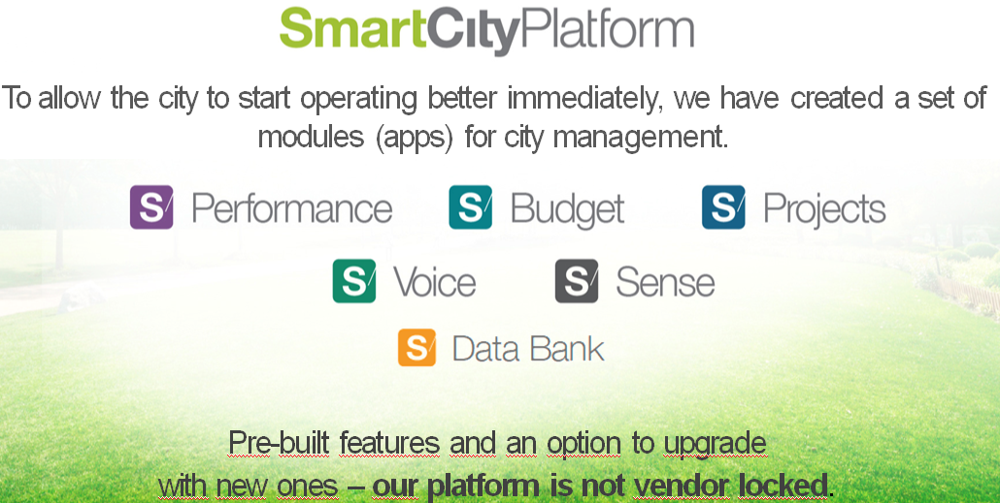 SmartCityPlatform
To allow the city to start operating better immediately, we have created a set of
modules (apps) for city management.
S Performance S Budget S Projects
S Voice S Sense
S Data Bank
Pre-built features and an option to upgrade
with new ones – our platform is not vendor locked.